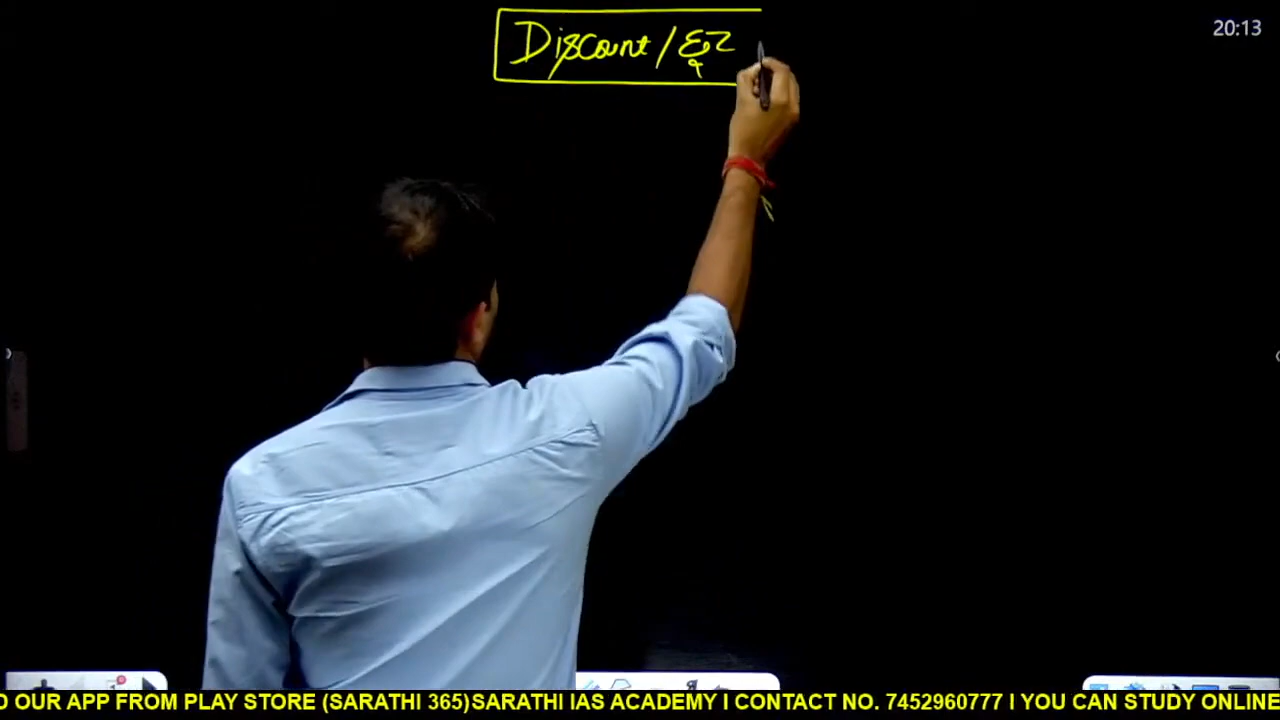 Discount /
20:13
D OUR APP FROM PLAY STORE (SARATHI 365)SARATHI IAS ACADEMY I CONTACT NO. 7452960777 I YOU CAN STUDY ONLINE